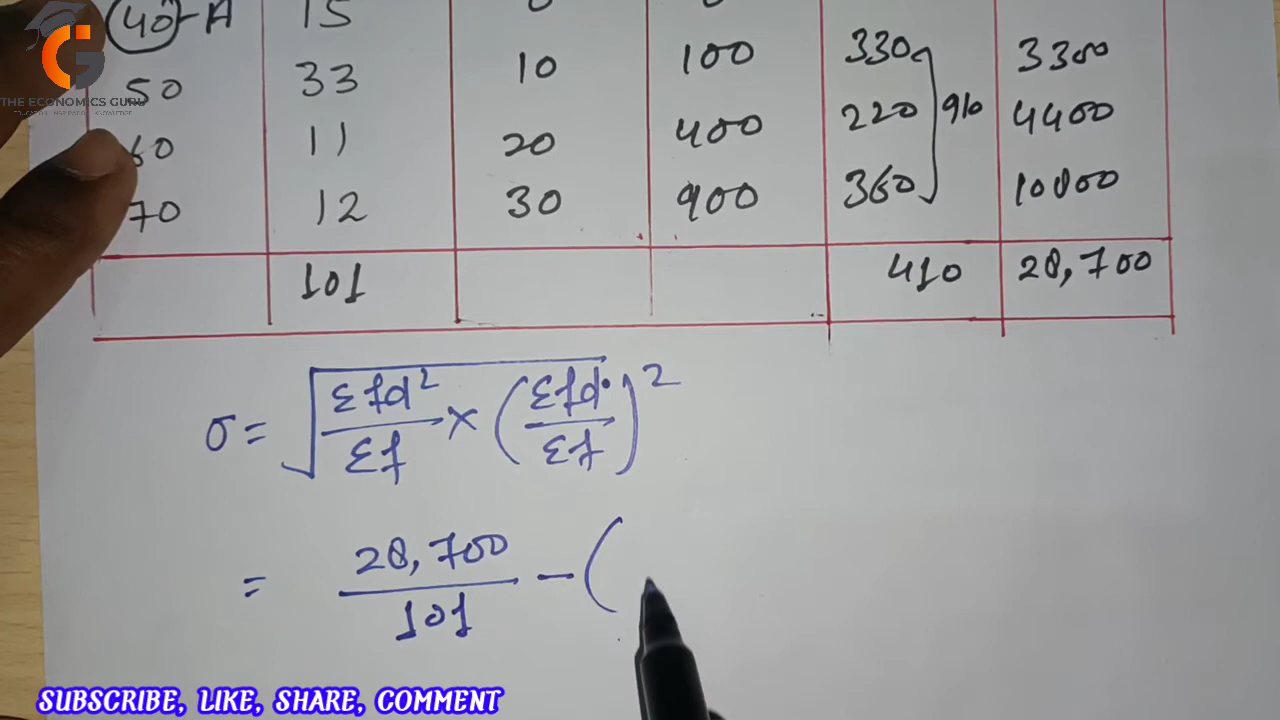 40-A 15 0 0
50 33 10 100 330 3300
60 11 20 400 220 910 4400
70 12 30 900 360 10800
101 410 28,700
σ = √ Σfd²/Σf × (Σfd/Σf)²
= 28,700/101 - (
THE ECONOMICS GURU
SUBSCRIBE, LIKE, SHARE, COMMENT